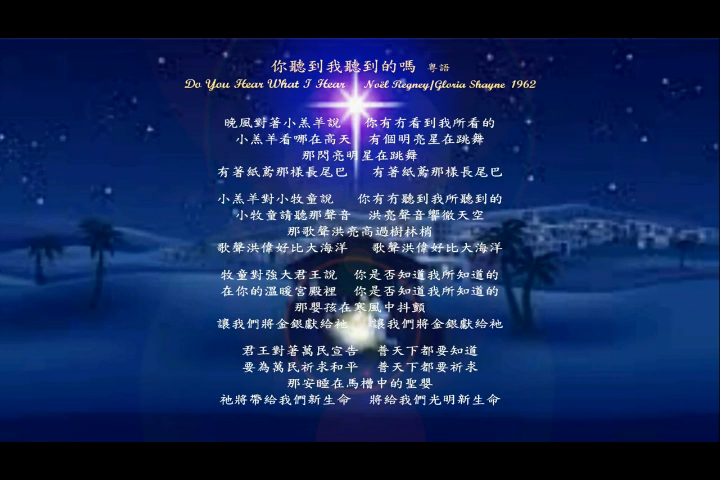 你聽到我聽到的嗎 粵語
Do You Hear What I Hear Noël Regney/Gloria Shayne 1962
晚風對著小羔羊說 你有冇看到我所看的
小羔羊看哪在高天 有個明亮星在跳舞
那閃亮明星在跳舞
有著紙鳶那樣長尾巴 有著紙鳶那樣長尾巴
小羔羊對小牧童說 你有冇聽到我所聽到的
小牧童請聽那聲音 洪亮聲音響徹天空
那歌聲洪亮高過樹林梢
歌聲洪偉好比大海洋 歌聲洪偉好比大海洋
牧童對強大君王說 你是否知道我所知道的
在你的溫暖宮殿裡 你是否知道我所知道的
那嬰孩在寒風中抖顫
讓我們將金銀獻給祂 讓我們將金銀獻給祂
君王對著萬民宣告 普天下都要知道
要為萬民祈求和平 普天下都要祈求
那安睡在馬槽中的聖嬰
祂將帶給我們新生命 將給我們光明新生命